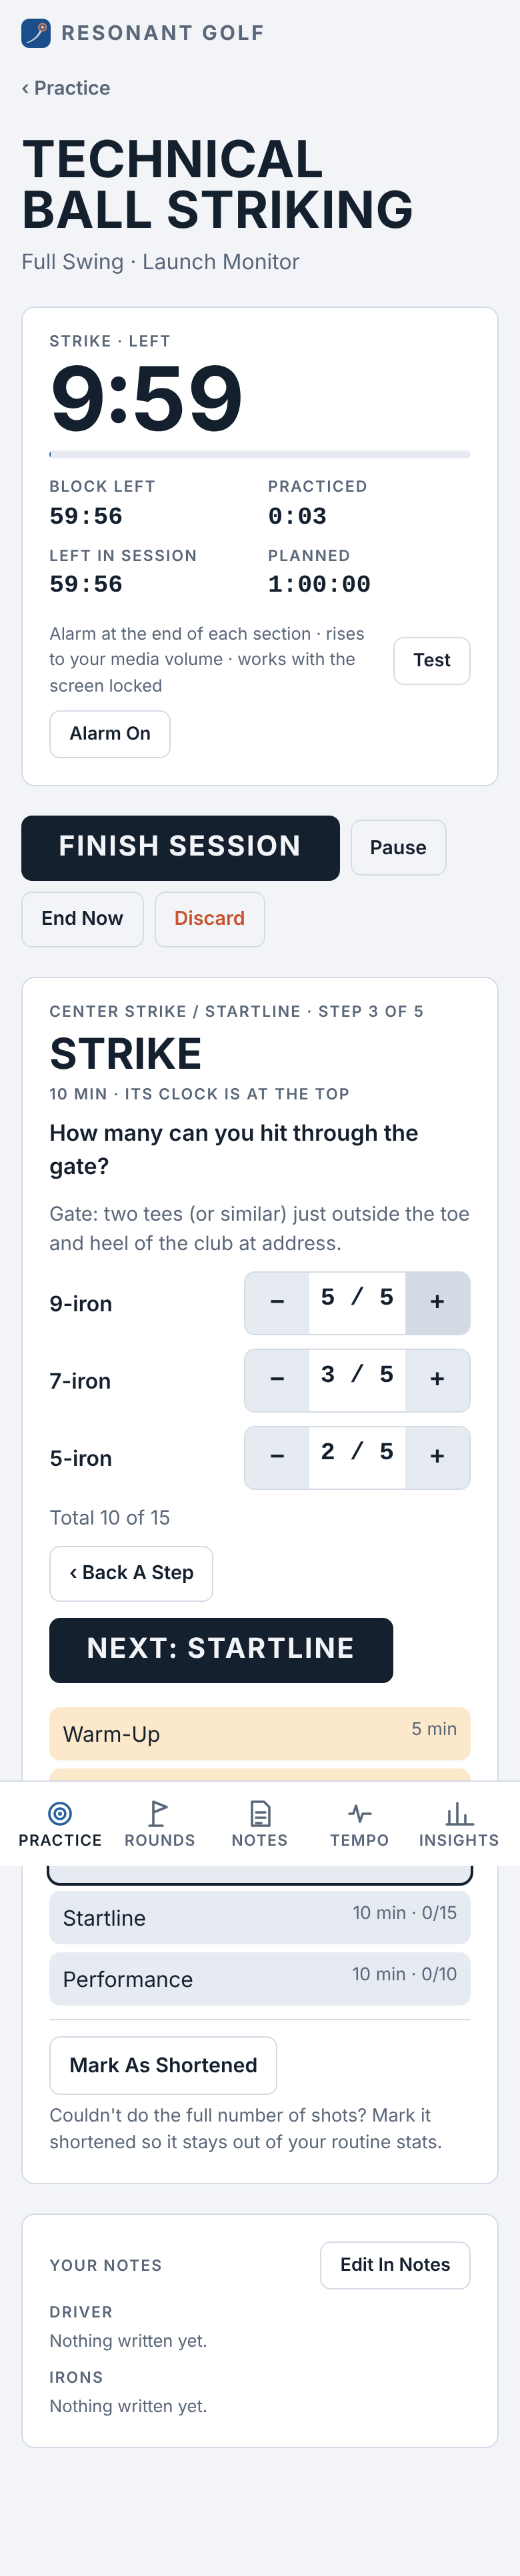 RESONANT GOLF
‹ Practice
TECHNICAL
BALL STRIKING
Full Swing · Launch Monitor
STRIKE · LEFT
9:59
BLOCK LEFT
PRACTICED
59:56
0:03
LEFT IN SESSION
PLANNED
59:56
1:00:00
Alarm at the end of each section · rises
to your media volume · works with the
screen locked
Test
Alarm On
FINISH SESSION
Pause
End Now
Discard
CENTER STRIKE / STARTLINE · STEP 3 OF 5
STRIKE
10 MIN · ITS CLOCK IS AT THE TOP
How many can you hit through the
gate?
Gate: two tees (or similar) just outside the toe
and heel of the club at address.
9-iron
− 5 / 5 +
7-iron
− 3 / 5 +
5-iron
− 2 / 5 +
Total 10 of 15
‹ Back A Step
NEXT: STARTLINE
Warm-Up
5 min
PRACTICE
ROUNDS
NOTES
TEMPO
INSIGHTS
Startline
10 min · 0/15
Performance
10 min · 0/10
Mark As Shortened
Couldn't do the full number of shots? Mark it
shortened so it stays out of your routine stats.
YOUR NOTES
Edit In Notes
DRIVER
Nothing written yet.
IRONS
Nothing written yet.